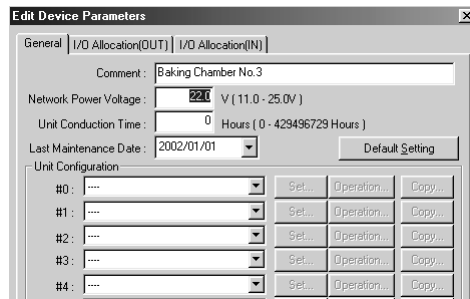 Edit Device Parameters
General I/O Allocation(OUT) I/O Allocation(IN)
Comment : Baking Chamber No.3
Network Power Voltage : 22.0 V ( 11.0 - 25.0V )
Unit Conduction Time : 0 Hours ( 0 - 429496729 Hours )
Last Maintenance Date : 2002/01/01 Default Setting
Unit Configuration
#0 : ---- Set... Operation... Copy...
#1 : ---- Set... Operation... Copy...
#2 : ---- Set... Operation... Copy...
#3 : ---- Set... Operation... Copy...
#4 : ---- Set... Operation... Copy...